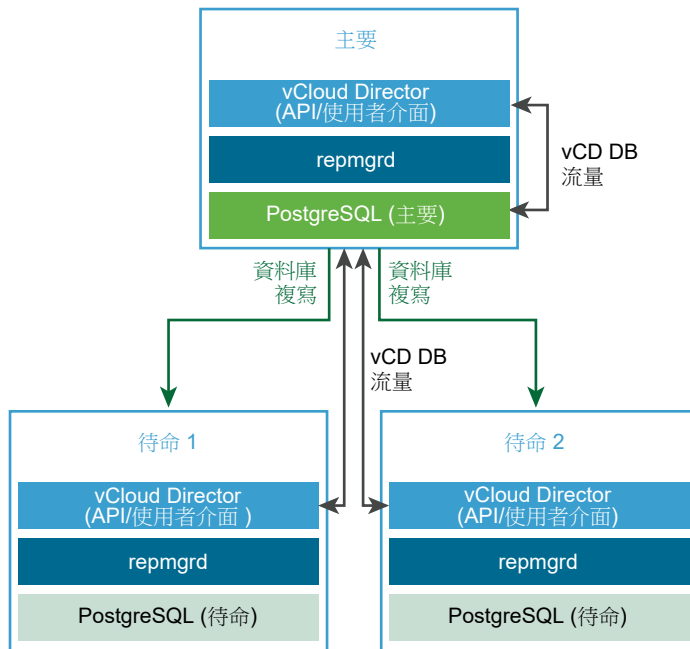 主要
vCloud Director
(API/使用者介面)
repmgrd
PostgreSQL (主要)
vCD DB
流量
資料庫
複寫
資料庫
複寫
vCD DB
流量
待命 1
vCloud Director
(API/使用者介面 )
repmgrd
PostgreSQL (待命)
待命 2
vCloud Director
(API/使用者介面)
repmgrd
PostgreSQL (待命)